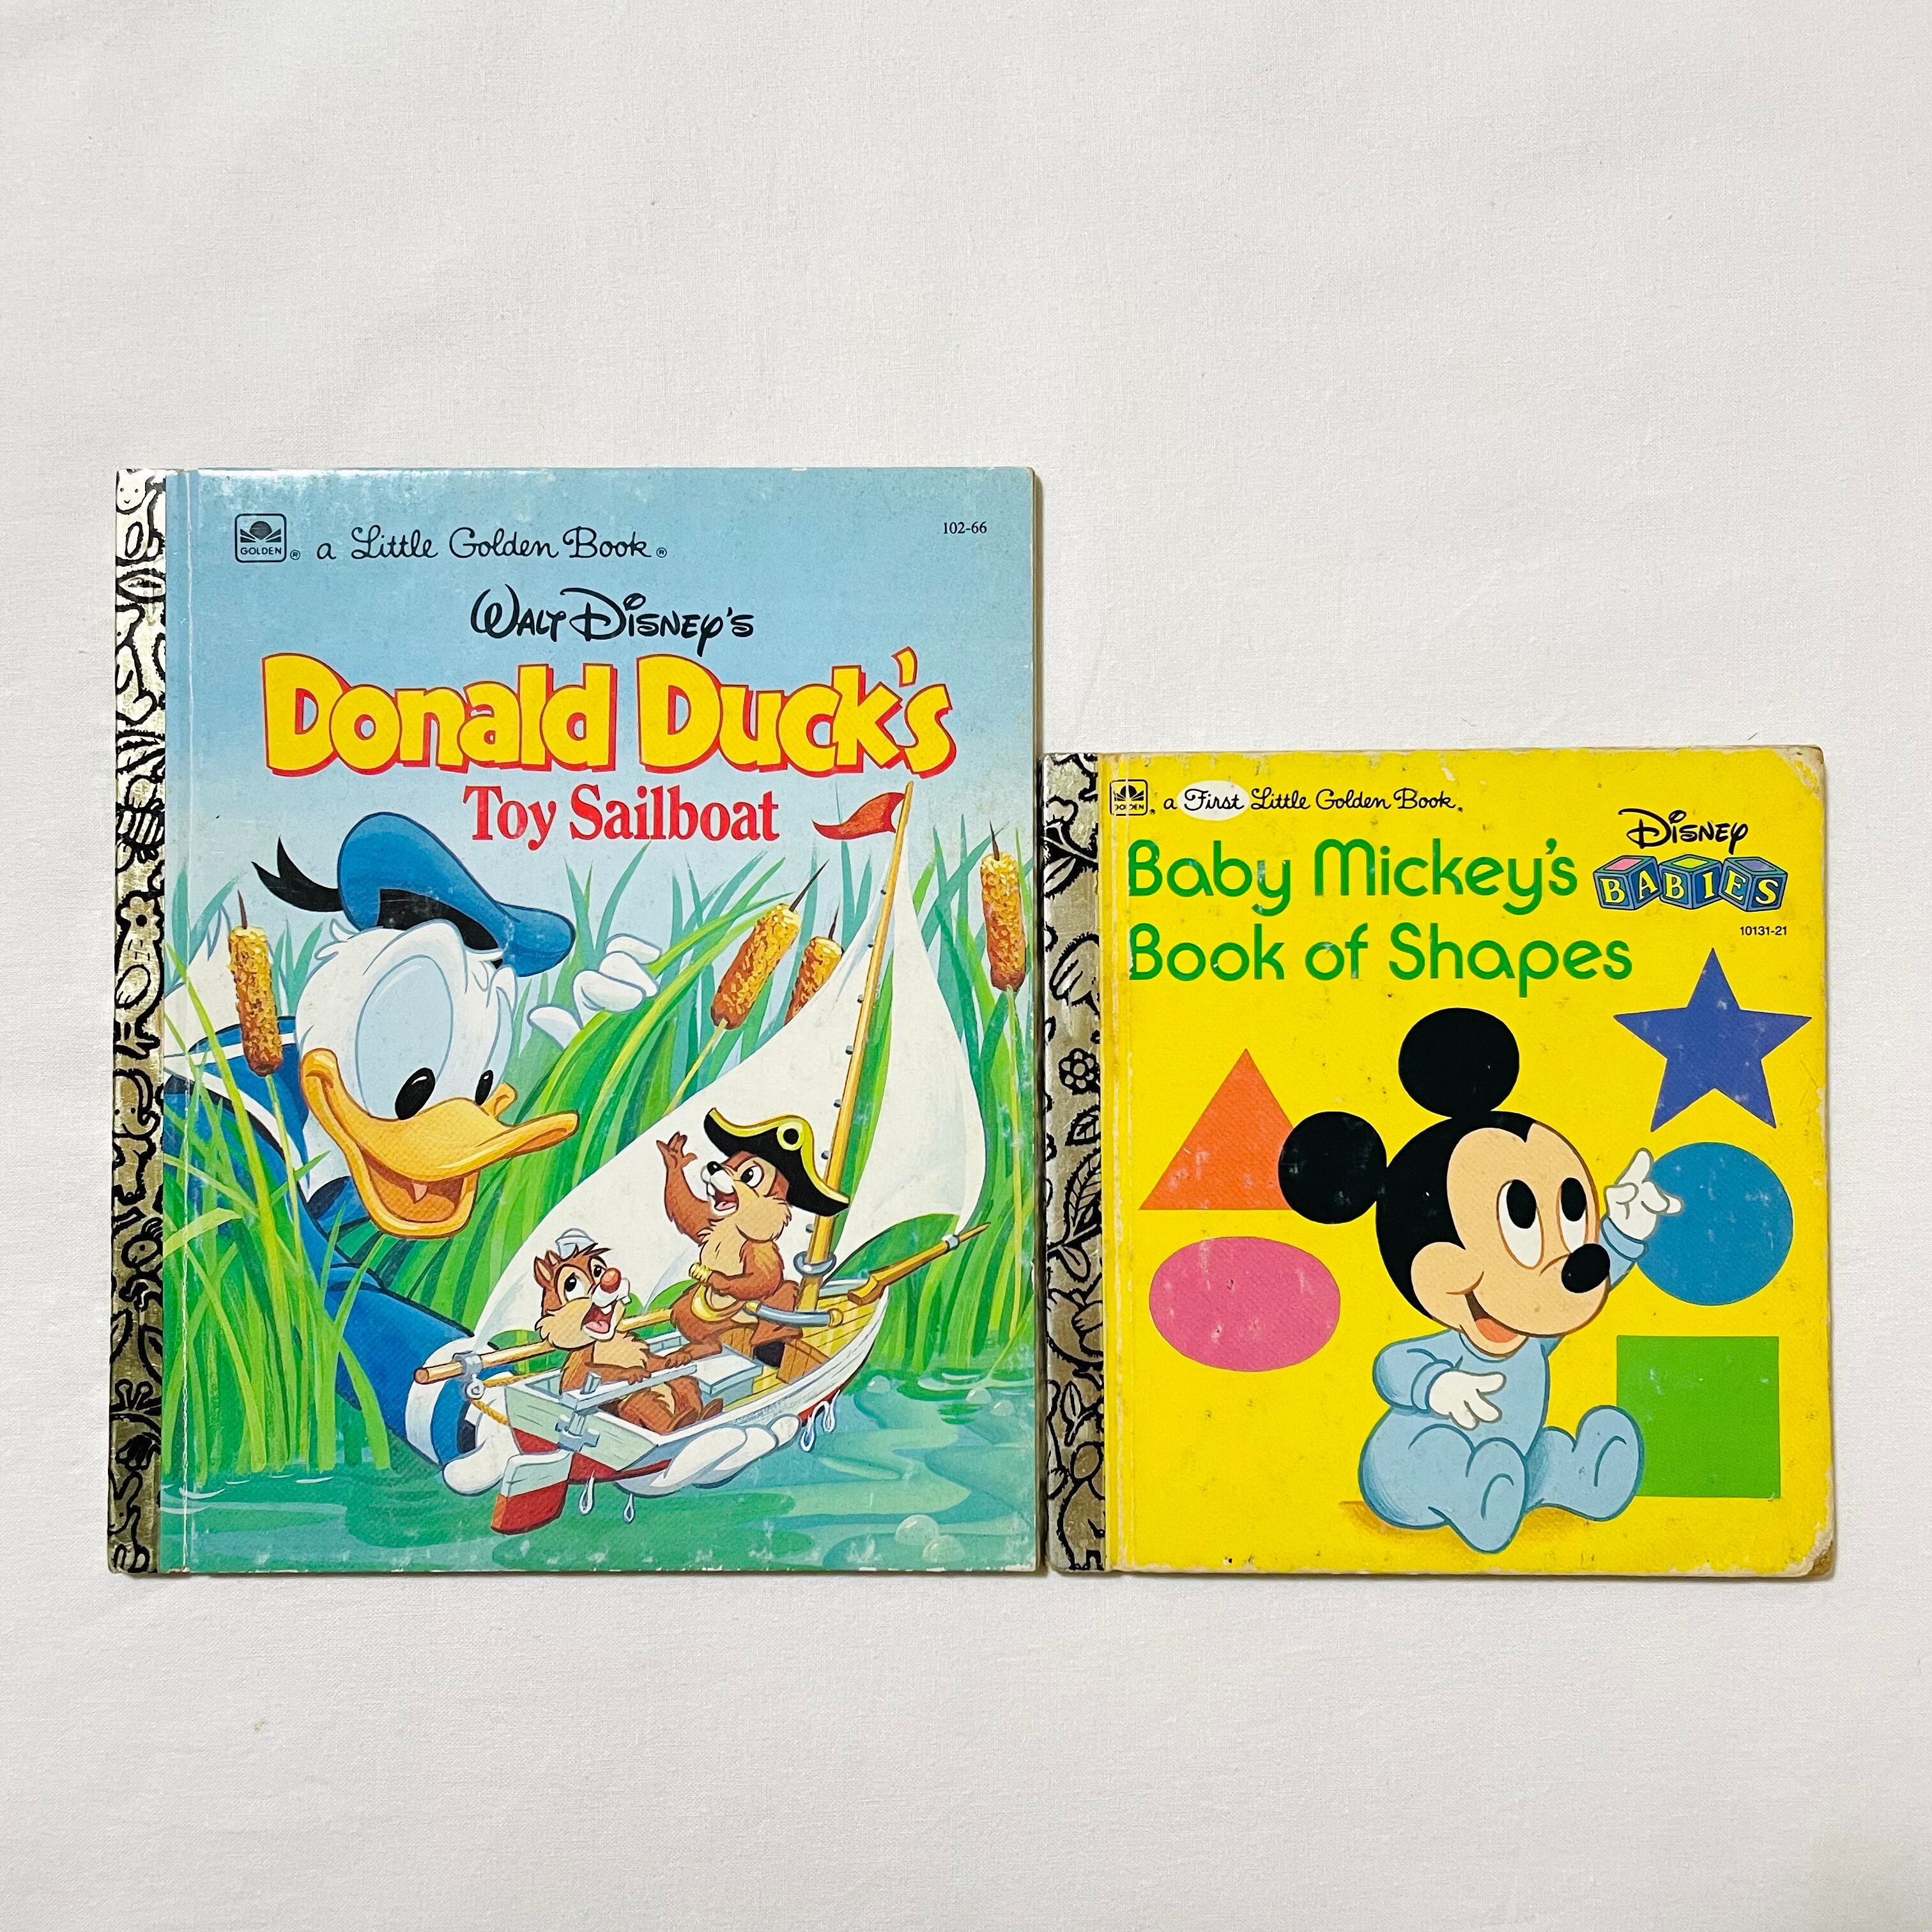 GOLDEN ® a Little Golden Book ®
102-66
WALT DISNEY'S
Donald Duck's
Toy Sailboat
GOLDEN ® a First Little Golden Book ®
DISNEY
BABIES
Baby Mickey's
Book of Shapes
10131-21